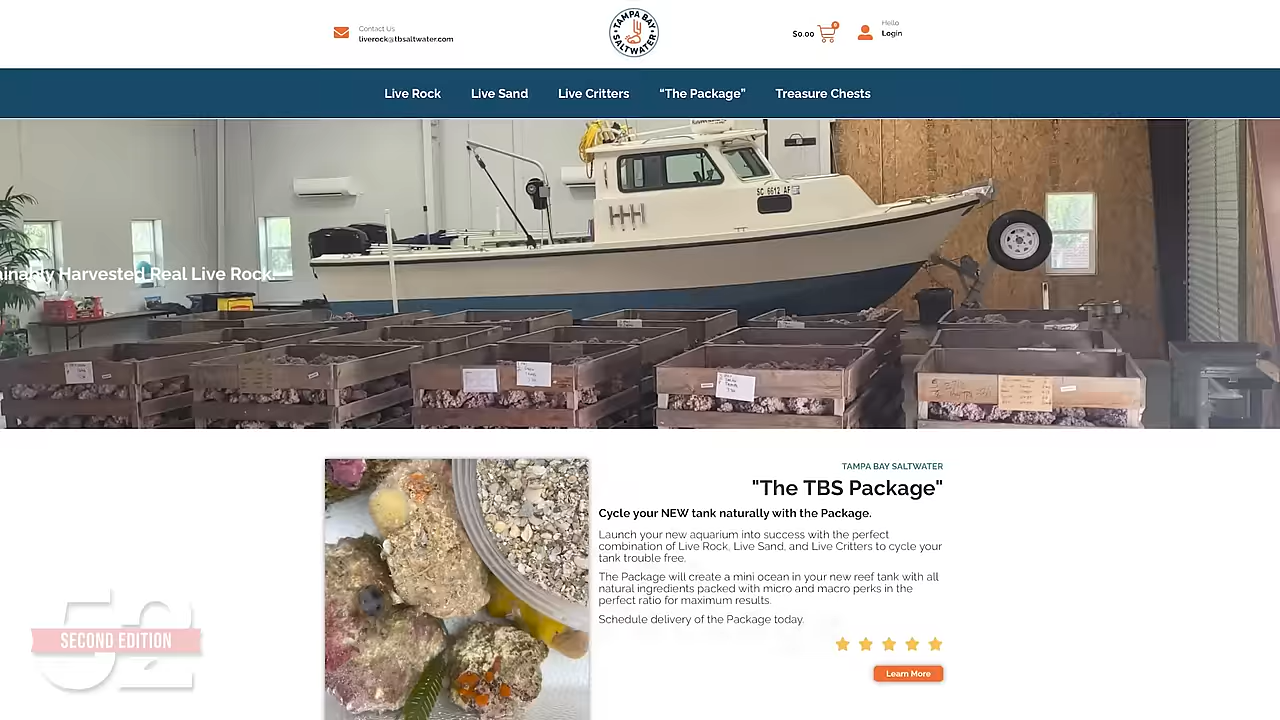 Contact Us
liverock@tbsaltwater.com
TAMPA BAY
SALTWATER
$0.00
0
Hello
Login
Live Rock
Live Sand
Live Critters
“The Package”
Treasure Chests
SC 6612 AF
Harvested Real Live Rock!
TAMPA BAY SALTWATER
"The TBS Package"
Cycle your NEW tank naturally with the Package.
Launch your new aquarium into success with the perfect
combination of Live Rock, Live Sand, and Live Critters to cycle your
tank trouble free.
The Package will create a mini ocean in your new reef tank with all
natural ingredients packed with micro and macro perks in the
perfect ratio for maximum results.
Schedule delivery of the Package today.
Learn More
52
SECOND EDITION